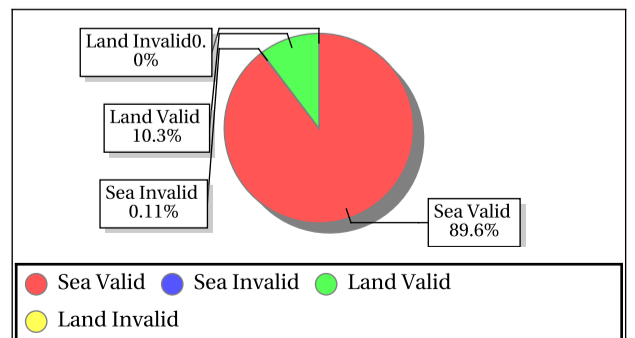 Land Invalid0.
0%
Land Valid
10.3%
Sea Invalid
0.11%
Sea Valid
89.6%
Sea Valid Sea Invalid Land Valid
Land Invalid